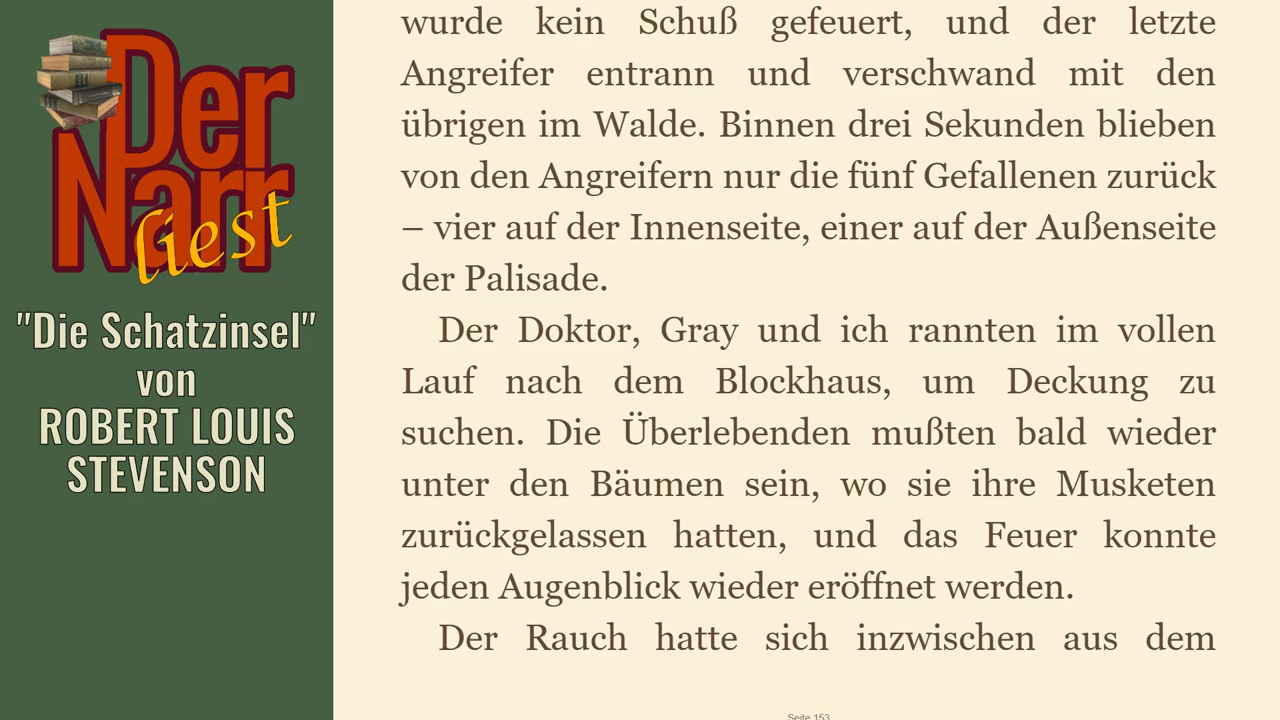 Der
Narr
liest
"Die Schatzinsel"
von
ROBERT LOUIS
STEVENSON
wurde kein Schuß gefeuert, und der letzte
Angreifer entrann und verschwand mit den
übrigen im Walde. Binnen drei Sekunden blieben
von den Angreifern nur die fünf Gefallenen zurück
– vier auf der Innenseite, einer auf der Außenseite
der Palisade.
Der Doktor, Gray und ich rannten im vollen
Lauf nach dem Blockhaus, um Deckung zu
suchen. Die Überlebenden mußten bald wieder
unter den Bäumen sein, wo sie ihre Musketen
zurückgelassen hatten, und das Feuer konnte
jeden Augenblick wieder eröffnet werden.
Der Rauch hatte sich inzwischen aus dem
Seite 153